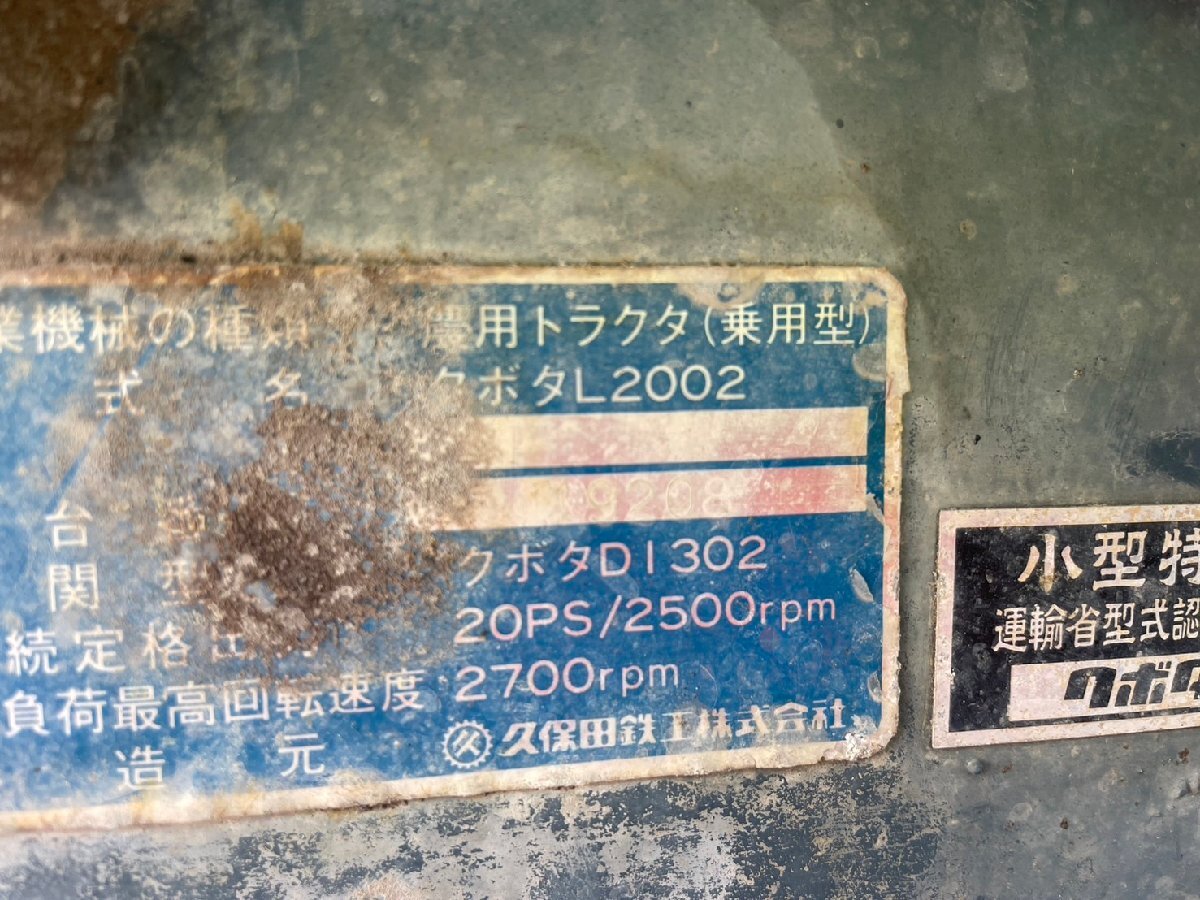 業機械の種類 農用トラクタ(乗用型)
式名 クボタL2002
9208
台
関型 クボタD1302
続定格出力 20PS/2500rpm
負荷最高回転速度 2700rpm
造元 久保田鉄工株式会社
小型特
運輸省型式認
クボタ